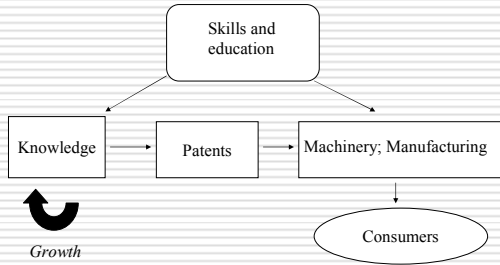 Skills and
education
Knowledge
Patents
Machinery; Manufacturing
Growth
Consumers